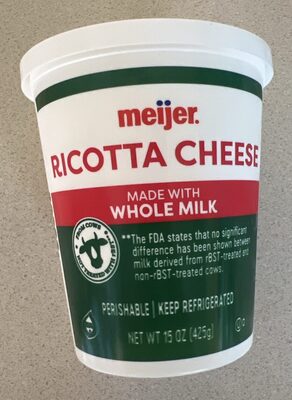 meijer.
RICOTTA CHEESE
MADE WITH
WHOLE MILK
**The FDA states that no significant
difference has been shown between
milk derived from rBST-treated and
non-rBST-treated cows.
PERISHABLE | KEEP REFRIGERATED
NET WT 15 OZ (425g)